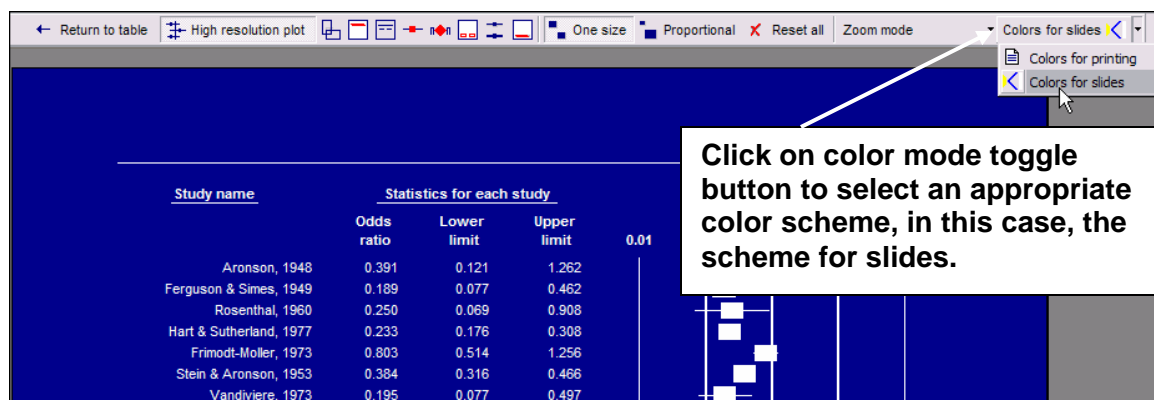 Return to table High resolution plot One size Proportional Reset all Zoom mode Colors for slides
Colors for printing
Colors for slides
Click on color mode toggle
button to select an appropriate
color scheme, in this case, the
scheme for slides.
Study name Statistics for each study
Odds Lower Upper
ratio limit limit 0.01
Aronson, 1948 0.391 0.121 1.262
Ferguson & Simes, 1949 0.189 0.077 0.462
Rosenthal, 1960 0.250 0.069 0.908
Hart & Sutherland, 1977 0.233 0.176 0.308
Frimodt-Moller, 1973 0.803 0.514 1.256
Stein & Aronson, 1953 0.384 0.316 0.466
Vandiviere, 1973 0.195 0.077 0.497